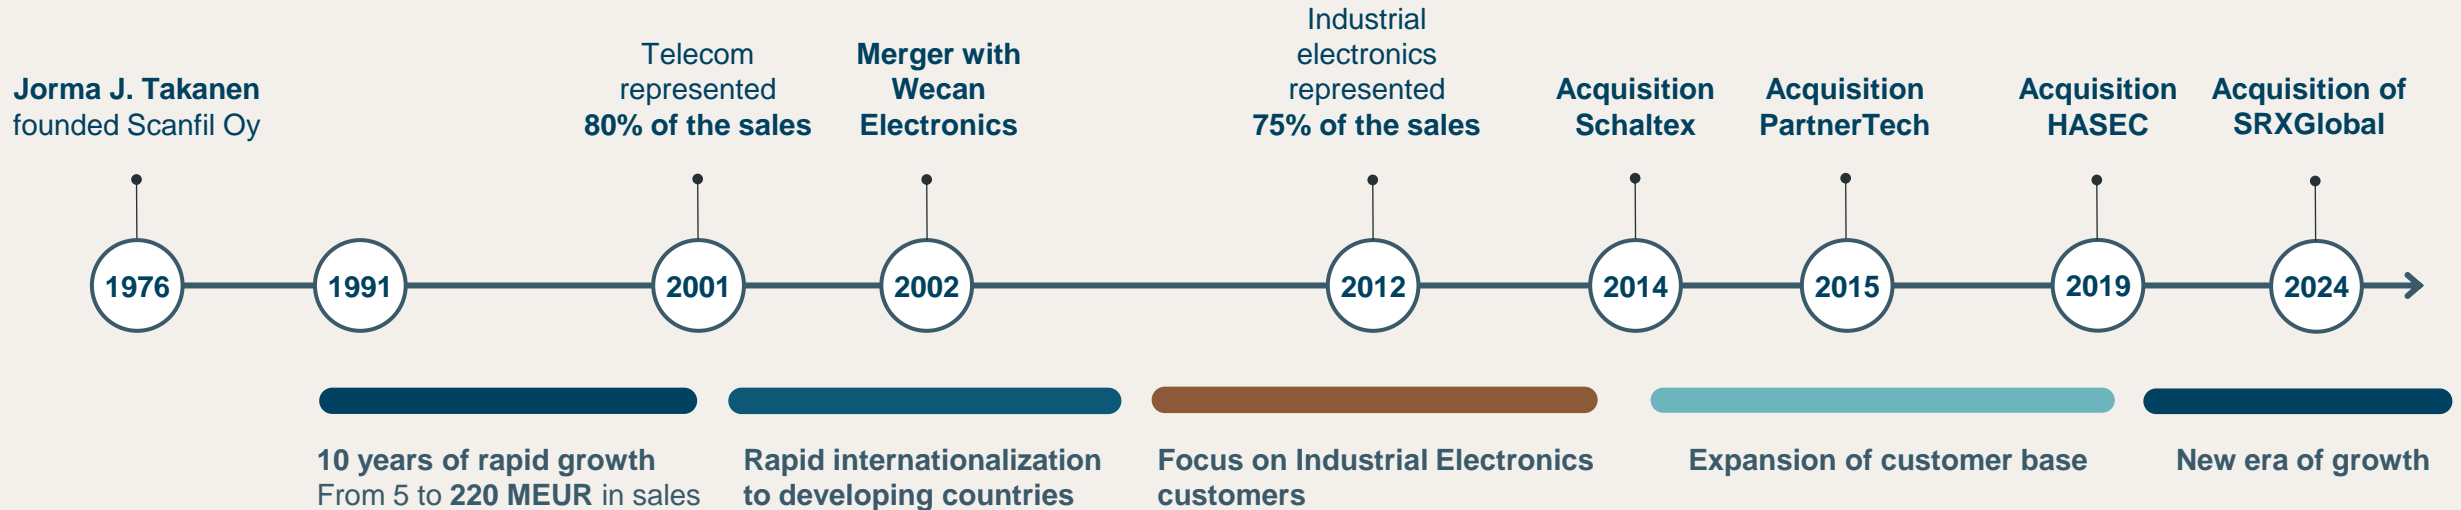 Jorma J. Takanen
founded Scanfil Oy
Telecom
represented
80% of the sales
Merger with
Wecan
Electronics
Industrial
electronics
represented
75% of the sales
Acquisition
Schaltex
Acquisition
PartnerTech
Acquisition
HASEC
Acquisition of
SRXGlobal
1976
1991
2001
2002
2012
2014
2015
2019
2024
10 years of rapid growth
From 5 to 220 MEUR in sales
Rapid internationalization
to developing countries
Focus on Industrial Electronics
customers
Expansion of customer base
New era of growth